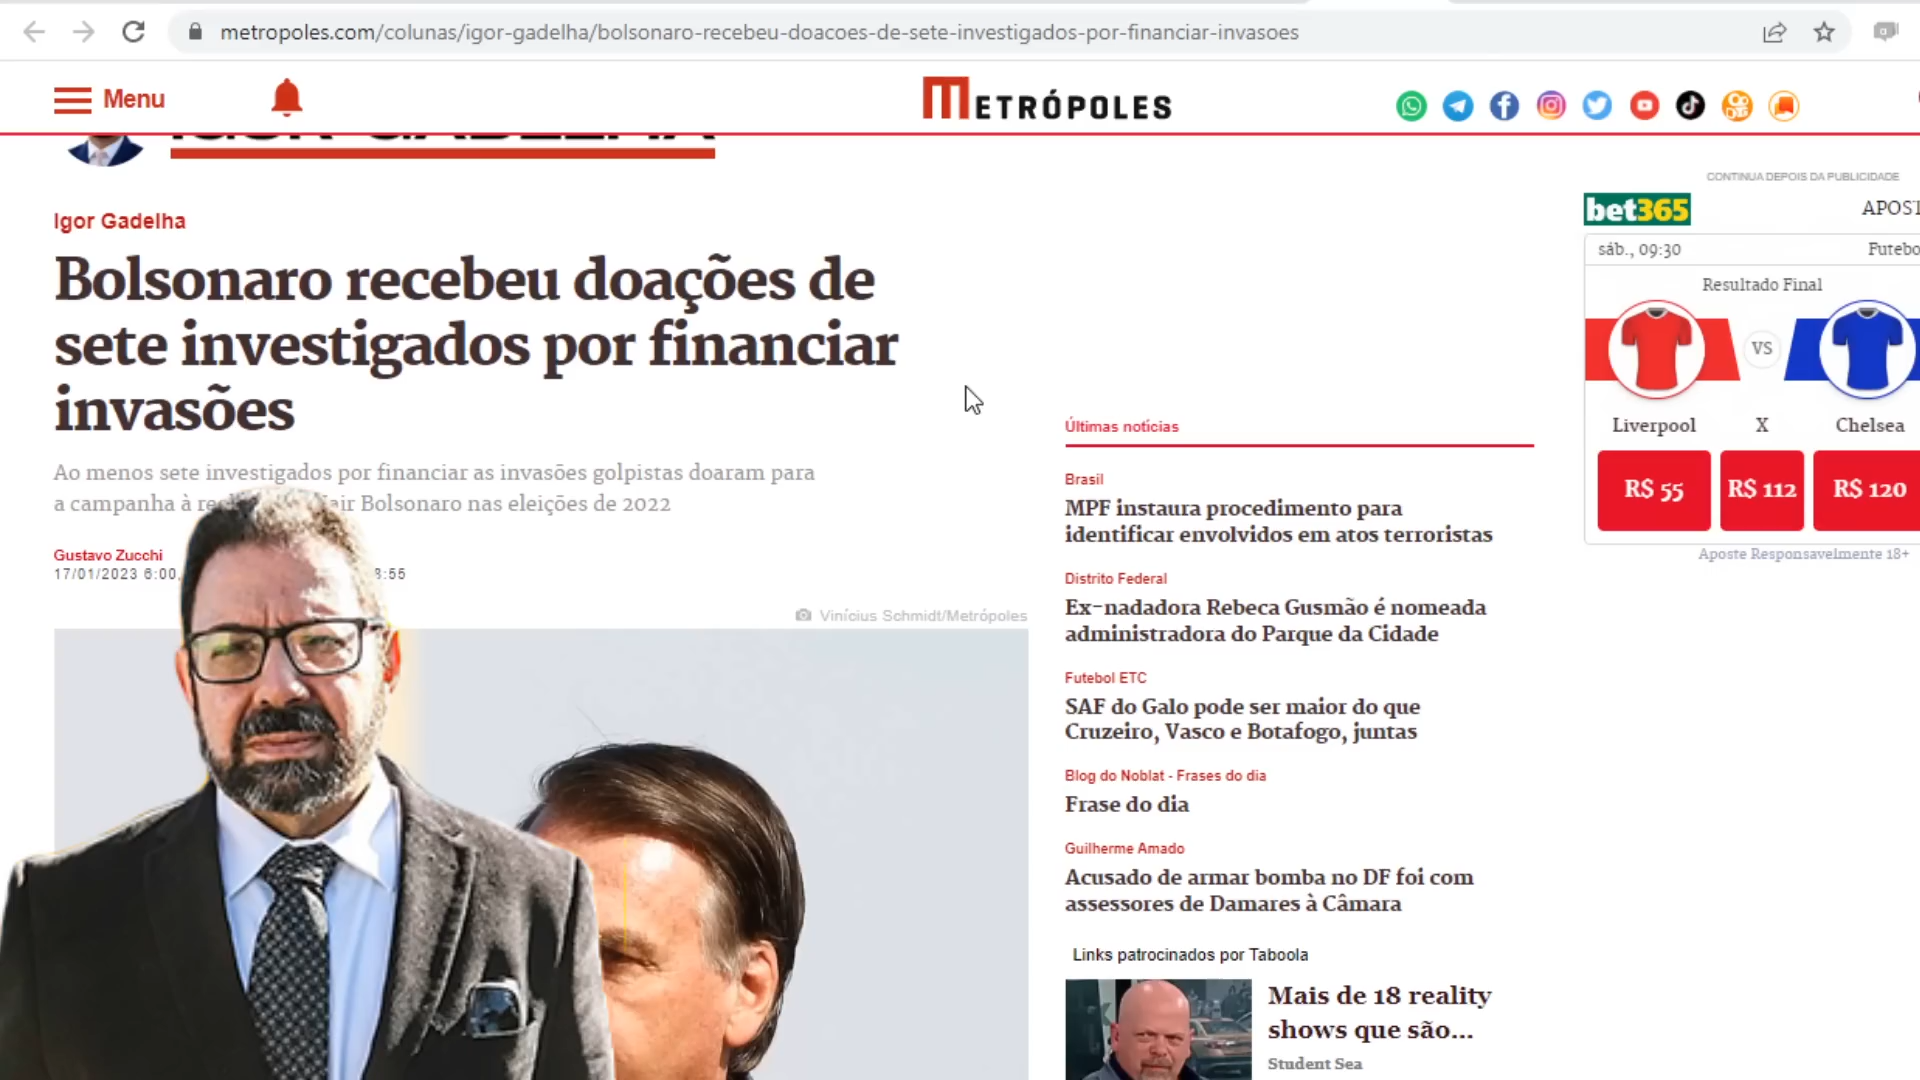 metropoles.com/colunas/igor-gadelha/bolsonaro-recebeu-doacoes-de-sete-investigados-por-financiar-invasoes
Menu
METRÓPOLES
Igor Gadelha
Bolsonaro recebeu doações de
sete investigados por financiar
invasões
Ao menos sete investigados por financiar as invasões golpistas doaram para
a campanha à Jair Bolsonaro nas eleições de 2022
Gustavo Zucchi
17/01/2023 6:00,
Vinícius Schmidt/Metrópoles
Últimas notícias
Brasil
MPF instaura procedimento para
identificar envolvidos em atos terroristas
Distrito Federal
Ex-nadadora Rebeca Gusmão é nomeada
administradora do Parque da Cidade
Futebol ETC
SAF do Galo pode ser maior do que
Cruzeiro, Vasco e Botafogo, juntas
Blog do Noblat - Frases do dia
Frase do dia
Guilherme Amado
Acusado de armar bomba no DF foi com
assessores de Damares à Câmara
Links patrocinados por Taboola
Mais de 18 reality
shows que são...
Student Sea
CONTINUA DEPOIS DA PUBLICIDADE
bet365 APOST
sáb., 09:30 Futebo
Resultado Final
VS
Liverpool X Chelsea
R$ 55 R$ 112 R$ 120
Aposte Responsavelmente 18+